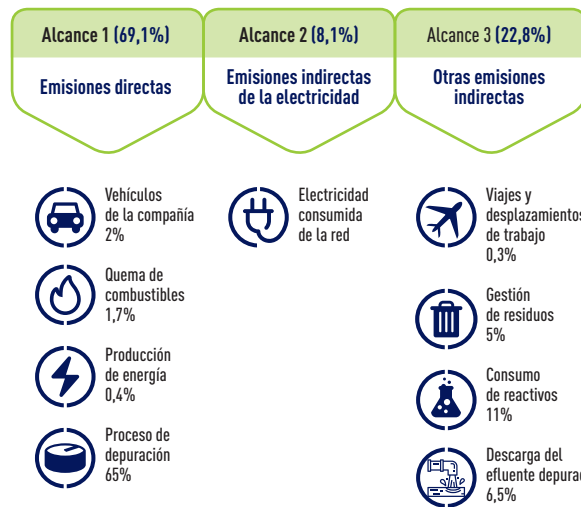 Alcance 1 (69,1%)
Emisiones directas
Vehículos
de la compañía
2%
Quema de
combustibles
1,7%
Producción
de energía
0,4%
Proceso de
depuración
65%
Alcance 2 (8,1%)
Emisiones indirectas
de la electricidad
Electricidad
consumida
de la red
Alcance 3 (22,8%)
Otras emisiones
indirectas
Viajes y
desplazamientos
de trabajo
0,3%
Gestión
de residuos
5%
Consumo
de reactivos
11%
Descarga del
efluente depurad
6,5%